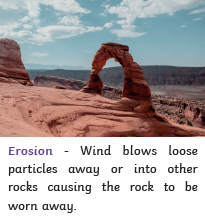 Erosion - Wind blows loose
particles away or into other
rocks causing the rock to be
worn away.